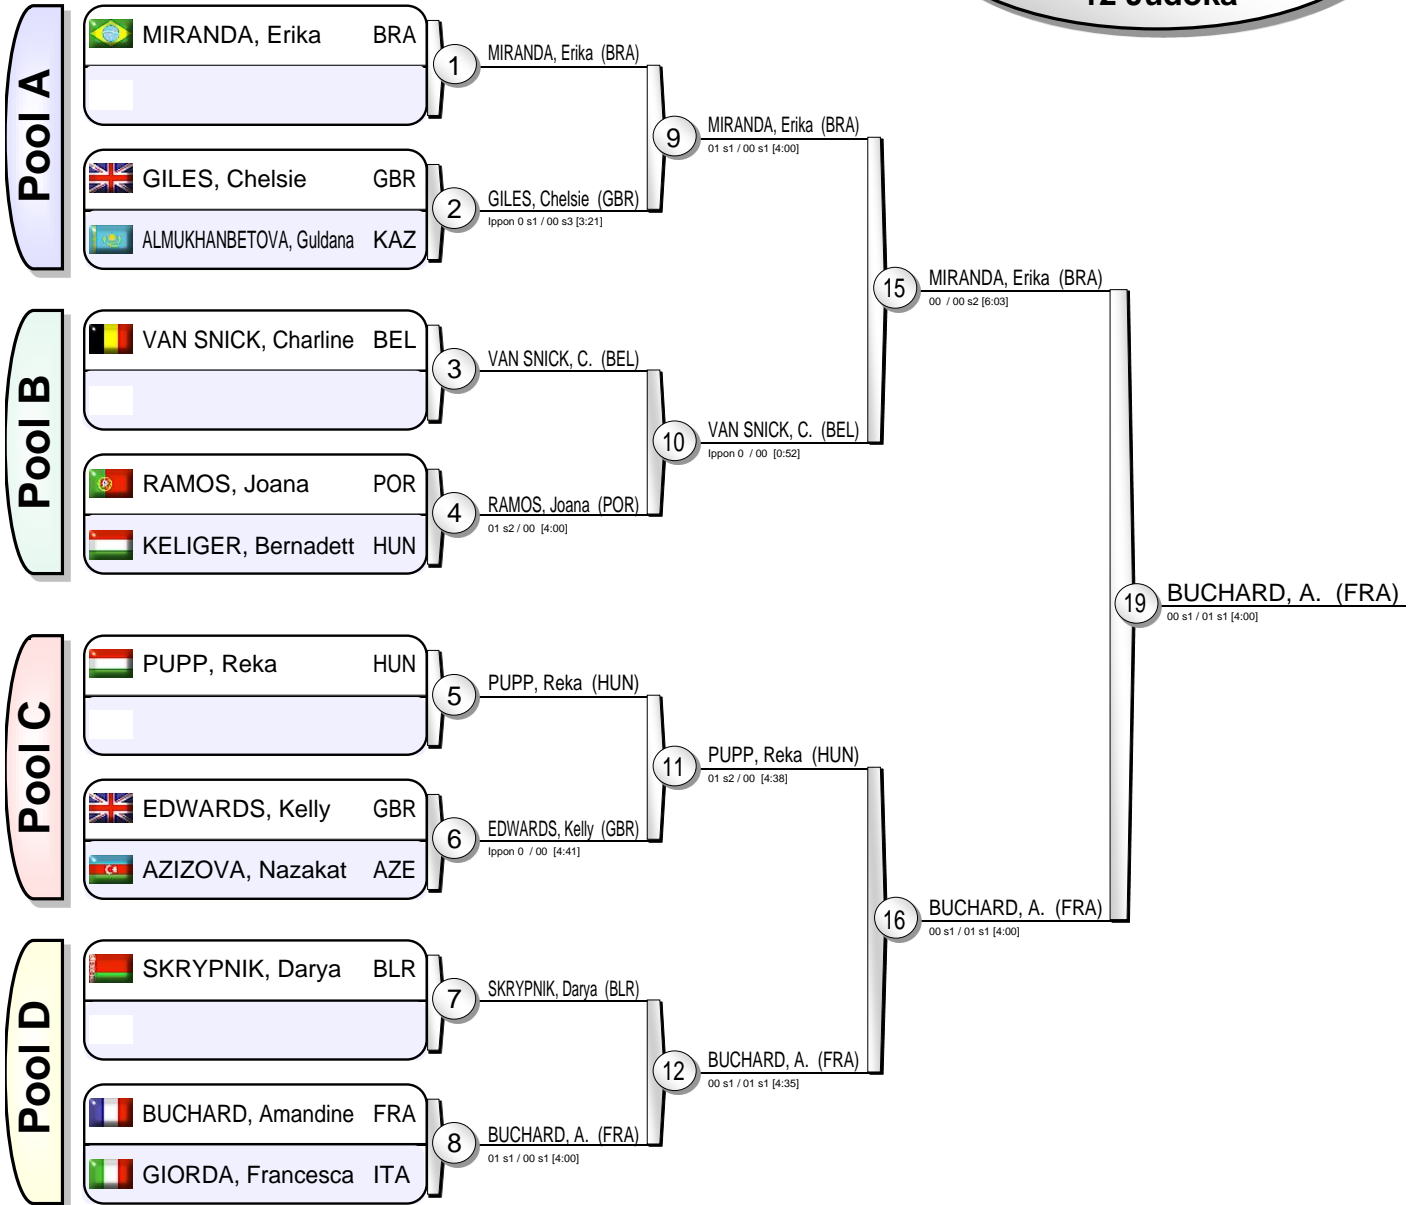 12 Judoka
Pool A
MIRANDA, Erika BRA
GILES, Chelsie GBR
ALMUKHANBETOVA, Guldana KAZ
1
MIRANDA, Erika (BRA)
2
GILES, Chelsie (GBR)
Ippon 0 s1 / 00 s3 [3:21]
9
MIRANDA, Erika (BRA)
01 s1 / 00 s1 [4:00]
Pool B
VAN SNICK, Charline BEL
RAMOS, Joana POR
KELIGER, Bernadett HUN
3
VAN SNICK, C. (BEL)
4
RAMOS, Joana (POR)
01 s2 / 00 [4:00]
10
VAN SNICK, C. (BEL)
Ippon 0 / 00 [0:52]
15
MIRANDA, Erika (BRA)
00 / 00 s2 [6:03]
Pool C
PUPP, Reka HUN
EDWARDS, Kelly GBR
AZIZOVA, Nazakat AZE
5
PUPP, Reka (HUN)
6
EDWARDS, Kelly (GBR)
Ippon 0 / 00 [4:41]
11
PUPP, Reka (HUN)
01 s2 / 00 [4:38]
Pool D
SKRYPNIK, Darya BLR
BUCHARD, Amandine FRA
GIORDA, Francesca ITA
7
SKRYPNIK, Darya (BLR)
8
BUCHARD, A. (FRA)
01 s1 / 00 s1 [4:00]
12
BUCHARD, A. (FRA)
00 s1 / 01 s1 [4:35]
16
BUCHARD, A. (FRA)
00 s1 / 01 s1 [4:00]
19
BUCHARD, A. (FRA)
00 s1 / 01 s1 [4:00]